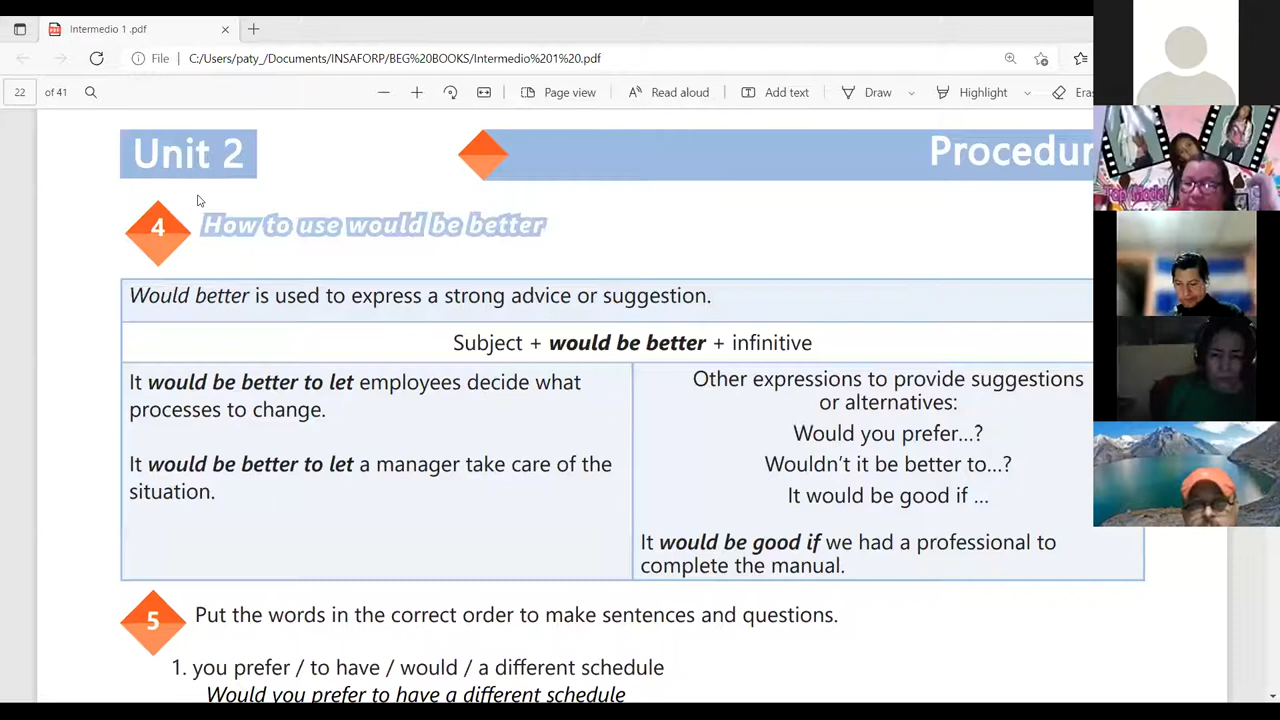 Intermedio 1 .pdf
File
C:/Users/paty_/Documents/INSAFORP/BEG%20BOOKS/Intermedio%201%20.pdf
22 of 41
Page view
Read aloud
Add text
Draw
Highlight
Eras
Unit 2
Procedur
4 How to use would be better
Would better is used to express a strong advice or suggestion.
Subject + would be better + infinitive
It would be better to let employees decide what
processes to change.
It would be better to let a manager take care of the
situation.
Other expressions to provide suggestions
or alternatives:
Would you prefer...?
Wouldn't it be better to...?
It would be good if ...
It would be good if we had a professional to
complete the manual.
5 Put the words in the correct order to make sentences and questions.
1. you prefer / to have / would / a different schedule
Would you prefer to have a different schedule
Top Model